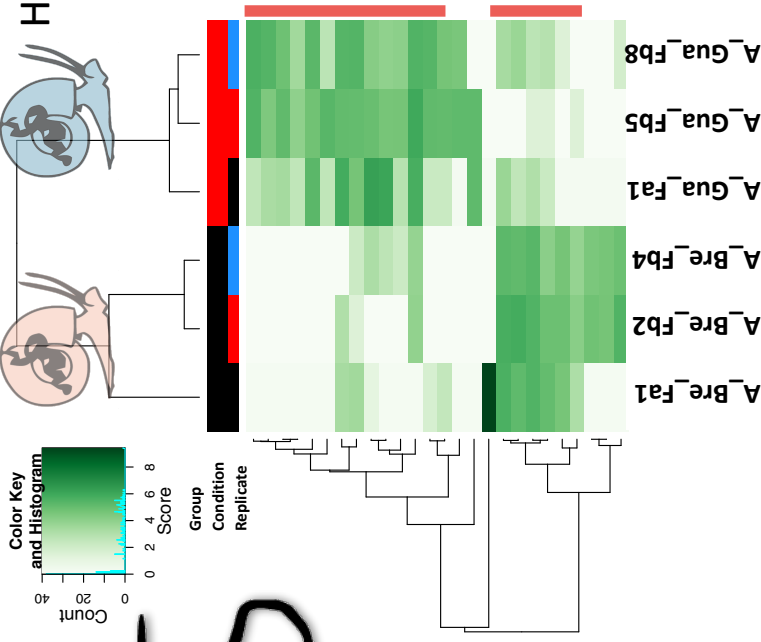 H
A_Gua_Fb8
A_Gua_Fb5
A_Gua_Fa1
A_Bre_Fb4
A_Bre_Fb2
A_Bre_Fa1
Color Key
and Histogram
Count
0 20 40
0 2 4 6 8
Score
Group
Condition
Replicate